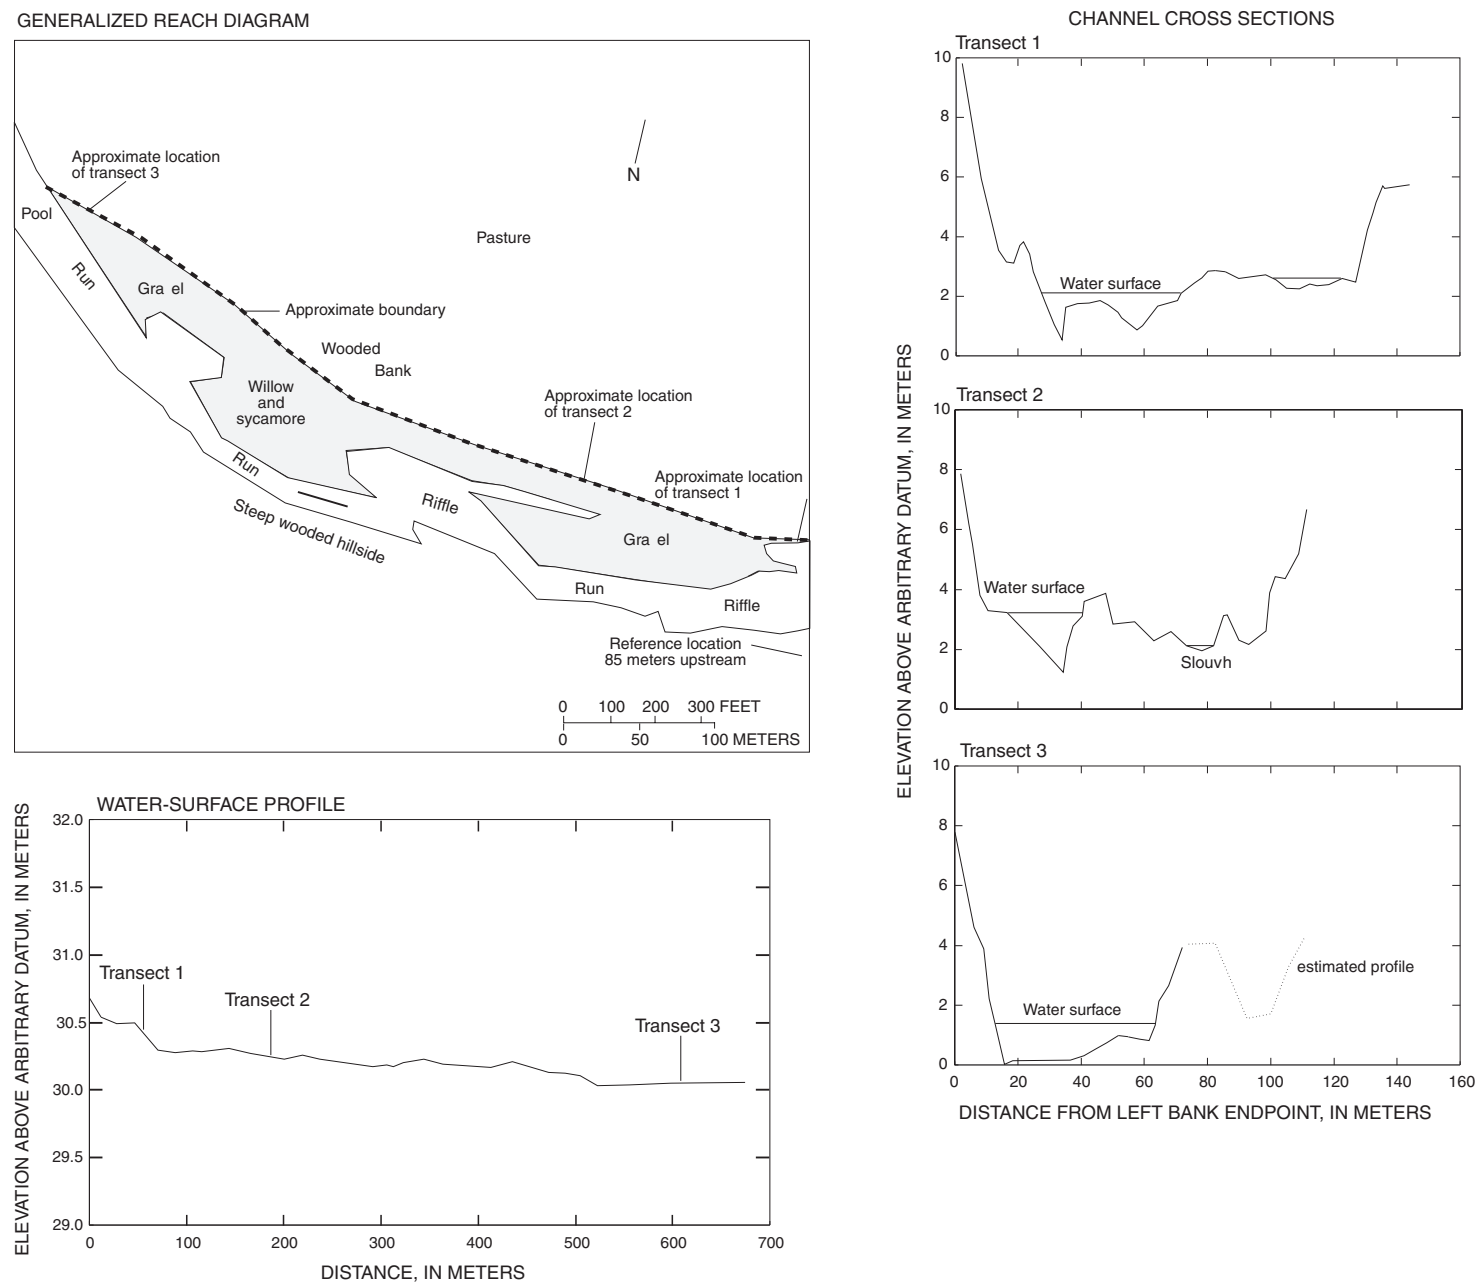 GENERALIZED REACH DIAGRAM
Approximate location
of transect 3
N
Pool
Pasture
Run
Gra el
Approximate boundary
Wooded
Bank
Willow
and
sycamore
Approximate location
of transect 2
Run
Approximate location
of transect 1
Riffle
Steep wooded hillside
Gra el
Run
Riffle
Reference location
85 meters upstream
0 100 200 300 FEET
0 50 100 METERS
WATER-SURFACE PROFILE
ELEVATION ABOVE ARBITRARY DATUM, IN METERS
32.0
31.5
31.0
30.5
30.0
29.5
29.0
Transect 1
Transect 2
Transect 3
0 100 200 300 400 500 600 700
DISTANCE, IN METERS
CHANNEL CROSS SECTIONS
Transect 1
10
8
6
4
2
0
Water surface
ELEVATION ABOVE ARBITRARY DATUM, IN METERS
Transect 2
10
8
6
4
2
0
Water surface
Slouvh
Transect 3
10
8
6
4
2
0
Water surface
estimated profile
0 20 40 60 80 100 120 140 160
DISTANCE FROM LEFT BANK ENDPOINT, IN METERS